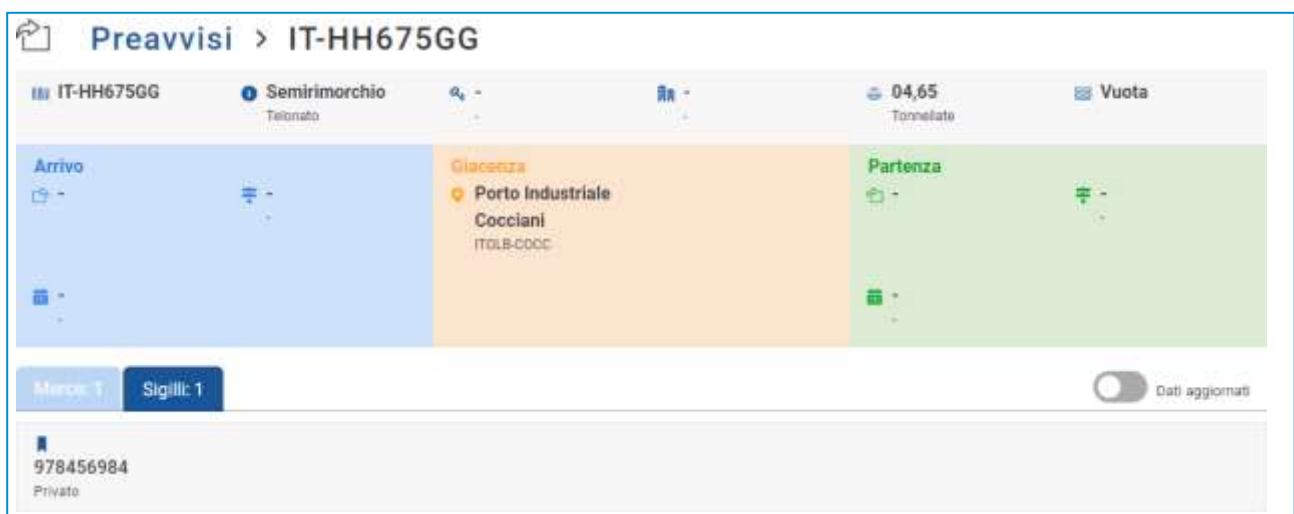 Preavvisi > IT-HH675GG
IT-HH675GG
Semirimorchio
Telonato
-
-
-
-
04,65
Tonnellate
Vuota
Arrivo
-
-
-
-
-
Giacenza
Porto Industriale
Cocciani
ITOLB-COCC
Partenza
-
-
-
-
-
Merce: 1
Sigilli: 1
Dati aggiornati
978456984
Privato